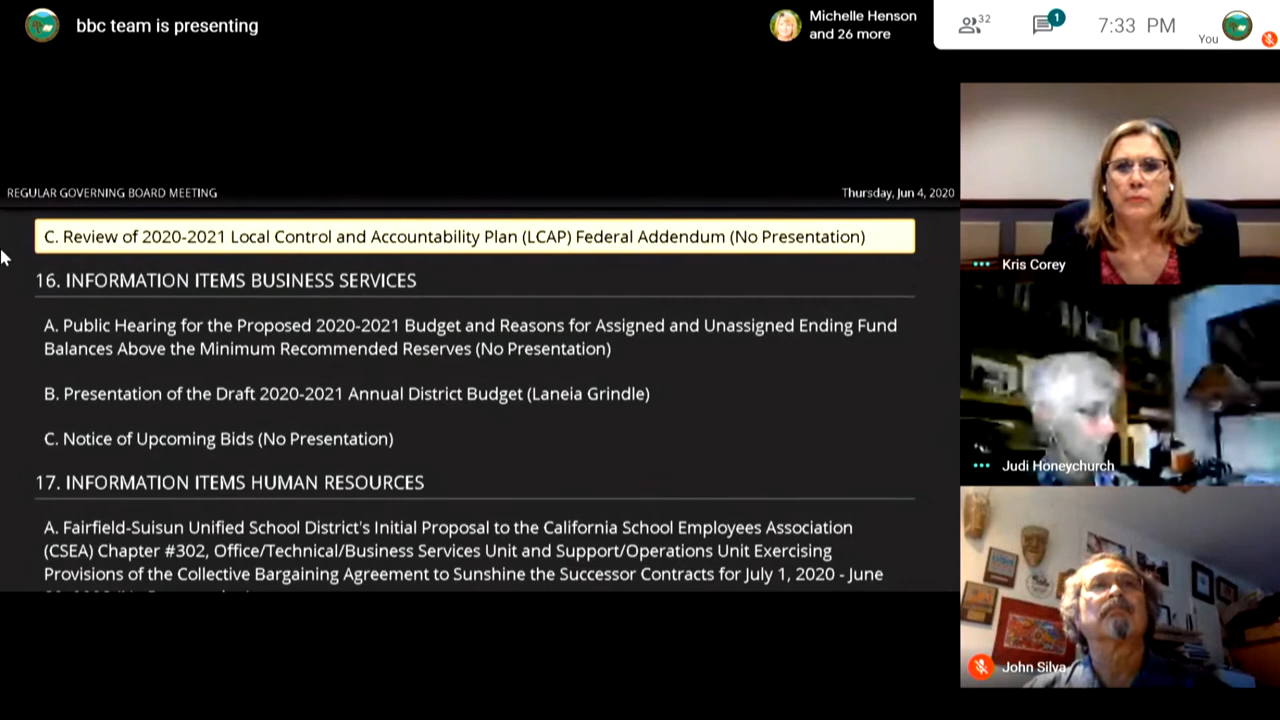 bbc team is presenting
Michelle Henson
and 26 more
32
1
7:33 PM
You
REGULAR GOVERNING BOARD MEETING
Thursday, Jun 4, 2020
C. Review of 2020-2021 Local Control and Accountability Plan (LCAP) Federal Addendum (No Presentation)
16. INFORMATION ITEMS BUSINESS SERVICES
A. Public Hearing for the Proposed 2020-2021 Budget and Reasons for Assigned and Unassigned Ending Fund
Balances Above the Minimum Recommended Reserves (No Presentation)
B. Presentation of the Draft 2020-2021 Annual District Budget (Laneia Grindle)
C. Notice of Upcoming Bids (No Presentation)
17. INFORMATION ITEMS HUMAN RESOURCES
A. Fairfield-Suisun Unified School District's Initial Proposal to the California School Employees Association
(CSEA) Chapter #302, Office/Technical/Business Services Unit and Support/Operations Unit Exercising
Provisions of the Collective Bargaining Agreement to Sunshine the Successor Contracts for July 1, 2020 - June
Kris Corey
Judi Honeychurch
John Silva